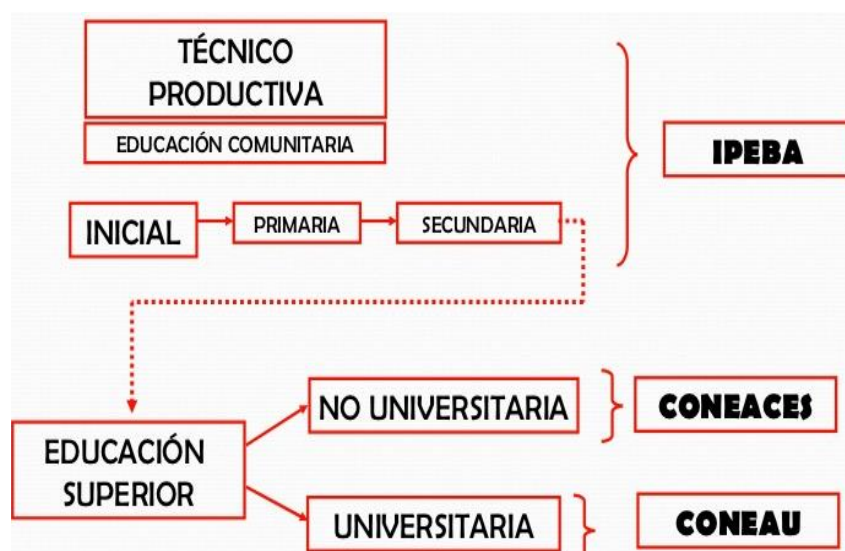 TÉCNICO
PRODUCTIVA
EDUCACIÓN COMUNITARIA
IPEBA
INICIAL
PRIMARIA
SECUNDARIA
NO UNIVERSITARIA
CONEACES
EDUCACIÓN
SUPERIOR
UNIVERSITARIA
CONEAU